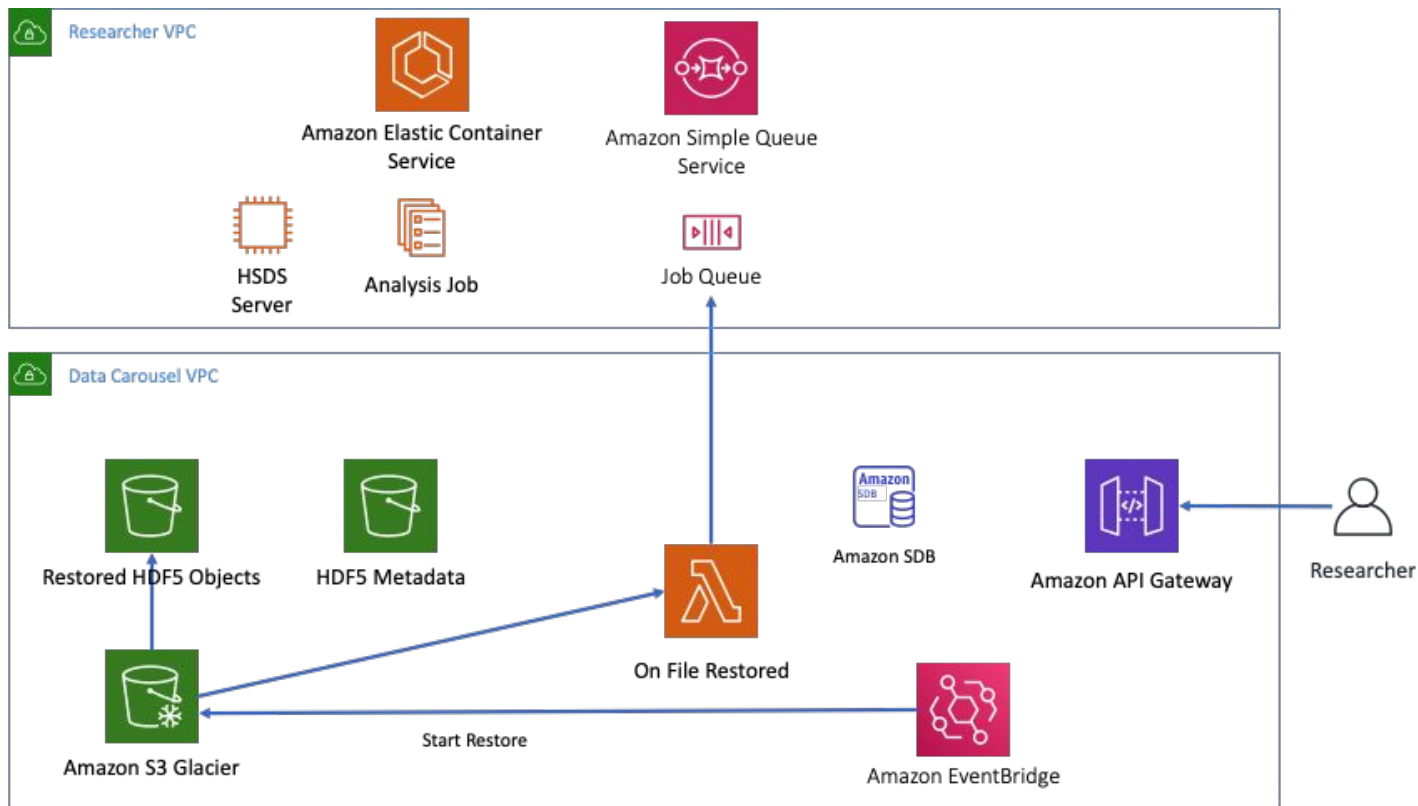 Researcher VPC
Amazon Elastic Container
Service
Amazon Simple Queue
Service
HSDS
Server
Analysis Job
Job Queue
Data Carousel VPC
Restored HDF5 Objects
HDF5 Metadata
Amazon
SDB
Amazon SDB
</>
Amazon API Gateway
Researcher
On File Restored
Amazon S3 Glacier
Start Restore
Amazon EventBridge